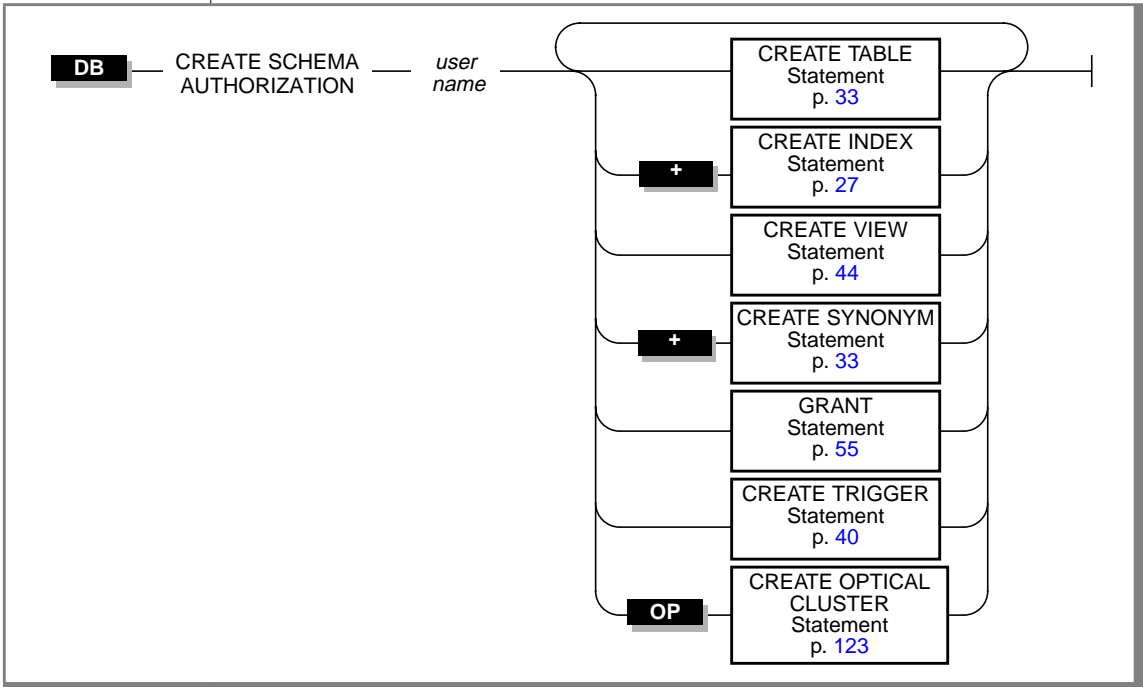 DB
CREATE SCHEMA
AUTHORIZATION
user
name
CREATE TABLE
Statement
p. 33
+
CREATE INDEX
Statement
p. 27
CREATE VIEW
Statement
p. 44
+
CREATE SYNONYM
Statement
p. 33
GRANT
Statement
p. 55
CREATE TRIGGER
Statement
p. 40
OP
CREATE OPTICAL
CLUSTER
Statement
p. 123